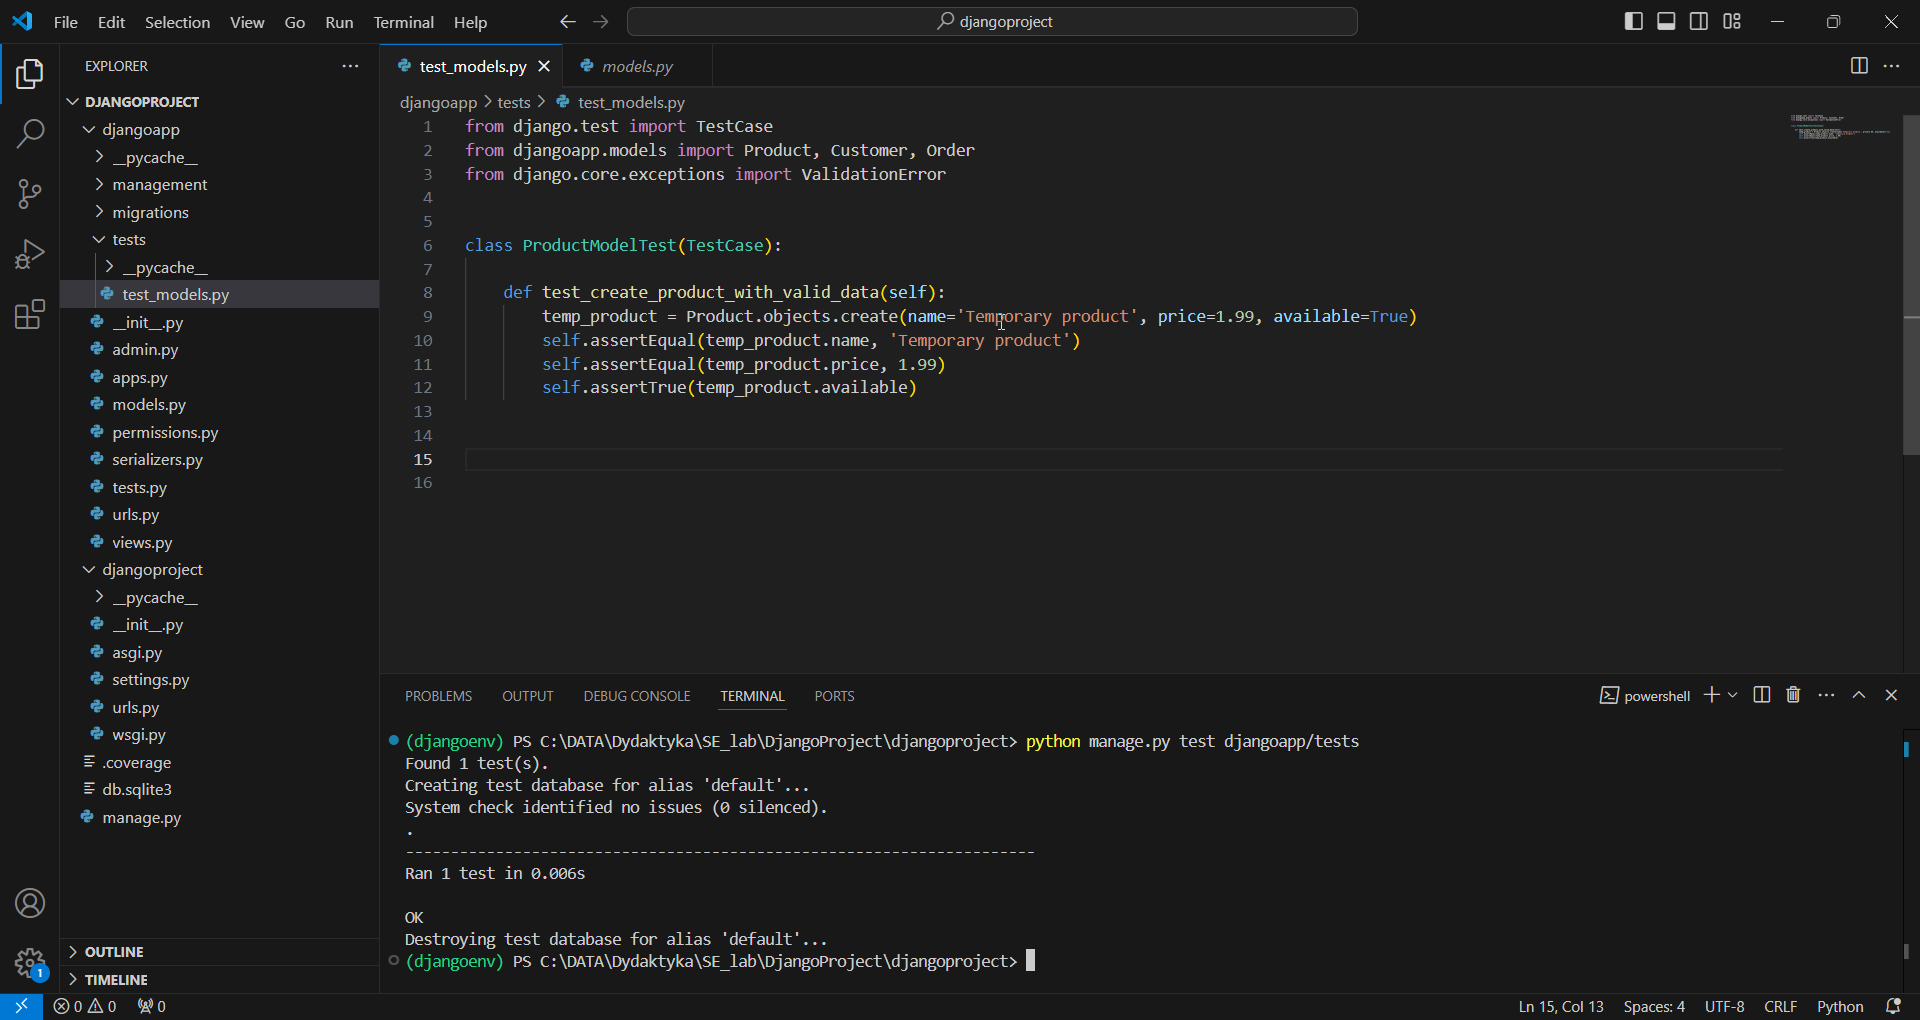 File Edit Selection View Go Run Terminal Help
djangoproject
EXPLORER
DJANGOPROJECT
djangoapp
__pycache__
management
migrations
tests
__pycache__
test_models.py
__init__.py
admin.py
apps.py
models.py
permissions.py
serializers.py
tests.py
urls.py
views.py
djangoproject
__pycache__
__init__.py
asgi.py
settings.py
urls.py
wsgi.py
.coverage
db.sqlite3
manage.py
OUTLINE
TIMELINE
test_models.py models.py
djangoapp > tests > test_models.py
1 from django.test import TestCase
2 from djangoapp.models import Product, Customer, Order
3 from django.core.exceptions import ValidationError
4
5
6 class ProductModelTest(TestCase):
7
8 def test_create_product_with_valid_data(self):
9 temp_product = Product.objects.create(name='Temporary product', price=1.99, available=True)
10 self.assertEqual(temp_product.name, 'Temporary product')
11 self.assertEqual(temp_product.price, 1.99)
12 self.assertTrue(temp_product.available)
13
14
15
16
PROBLEMS OUTPUT DEBUG CONSOLE TERMINAL PORTS
powershell
(djangoenv) PS C:\DATA\Dydaktyka\SE_lab\DjangoProject\djangoproject> python manage.py test djangoapp/tests
Found 1 test(s).
Creating test database for alias 'default'...
System check identified no issues (0 silenced).
.
----------------------------------------------------------------------
Ran 1 test in 0.006s
OK
Destroying test database for alias 'default'...
(djangoenv) PS C:\DATA\Dydaktyka\SE_lab\DjangoProject\djangoproject>
1
0 0 0
Ln 15, Col 13 Spaces: 4 UTF-8 CRLF Python